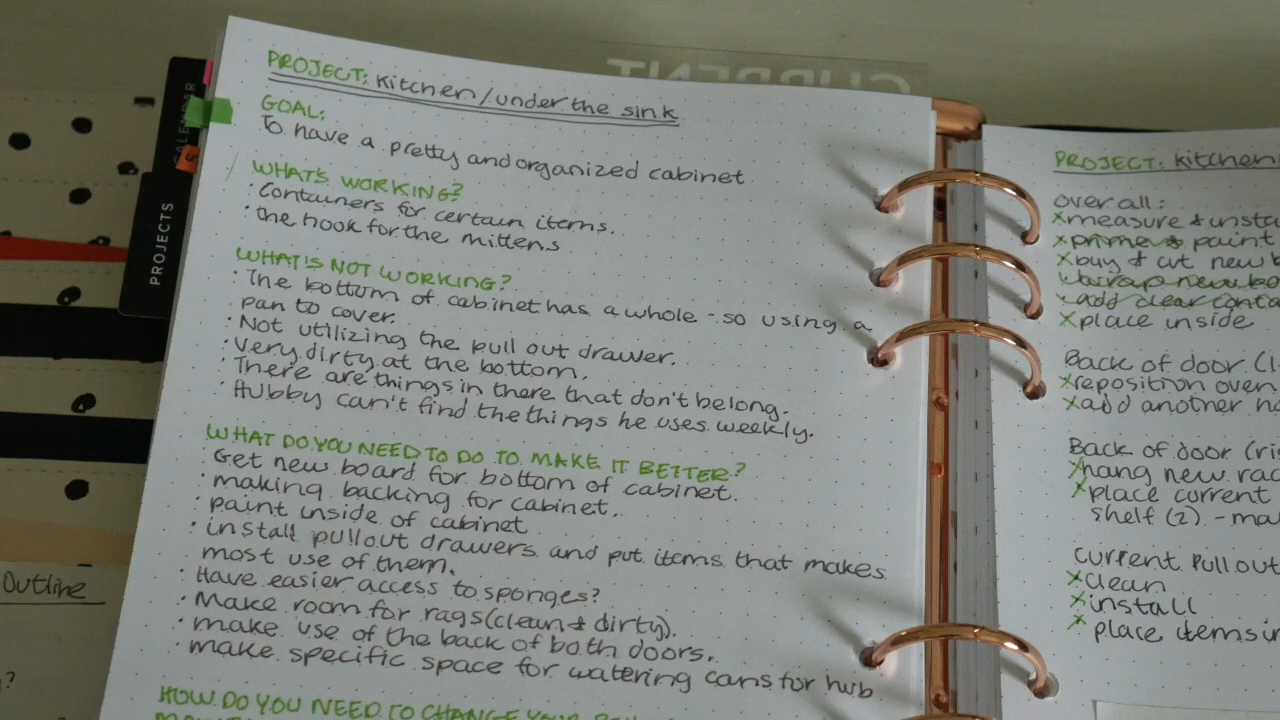 CURRENT
CALENDAR
PROJECTS
PROJECT: Kitchen/under the sink
GOAL:
To have a pretty and organized cabinet
WHAT'S WORKING?
· Containers for certain items.
· the hook for the mittens
WHAT'S NOT WORKING?
· The bottom of cabinet has a whole - so using a
pan to cover.
· Not utilizing the pull out drawer.
· Very dirty at the bottom.
· There are things in there that don't belong.
· Hubby can't find the things he uses weekly.
WHAT DO YOU NEED TO DO TO MAKE IT BETTER?
· Get new board for bottom of cabinet.
· making backing for cabinet.
· paint inside of cabinet
· install pullout drawers and put items that makes
most use of them.
· Have easier access to sponges?
· Make room for rags (clean & dirty).
· make use of the back of both doors.
· make specific space for watering cans for hub
HOW DO YOU NEED TO CHANGE YOUR
Outline
?
PROJECT: Kitchen
overall:
x measure &
x prime & paint
x buy & cut new
wrap new
add clear
x place inside
Back of door
x reposition oven
x add another
Back of door
x hang new
x place current
shelf (2) -
Current Pullout
x clean
x install
x place items